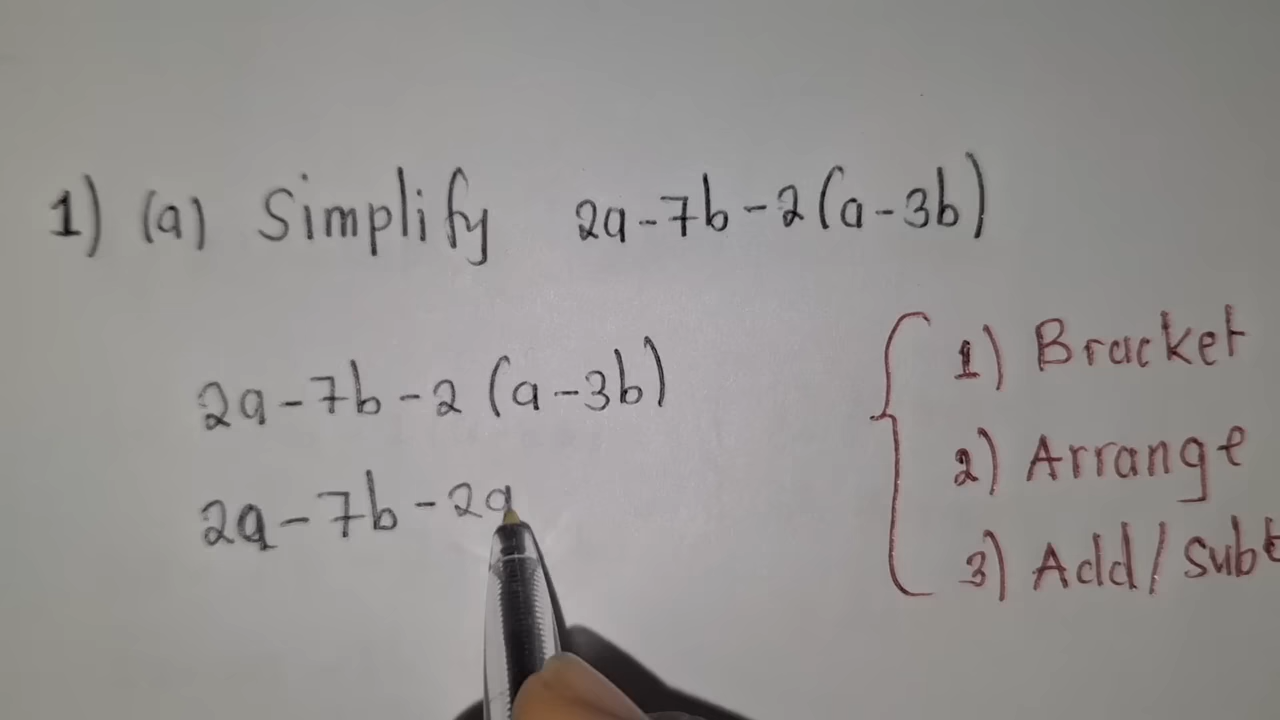 1) (a) Simplify 2a-7b-2(a-3b)
2a-7b-2(a-3b)
2a-7b-2a
1) Bracket
2) Arrange
3) Add/Subt